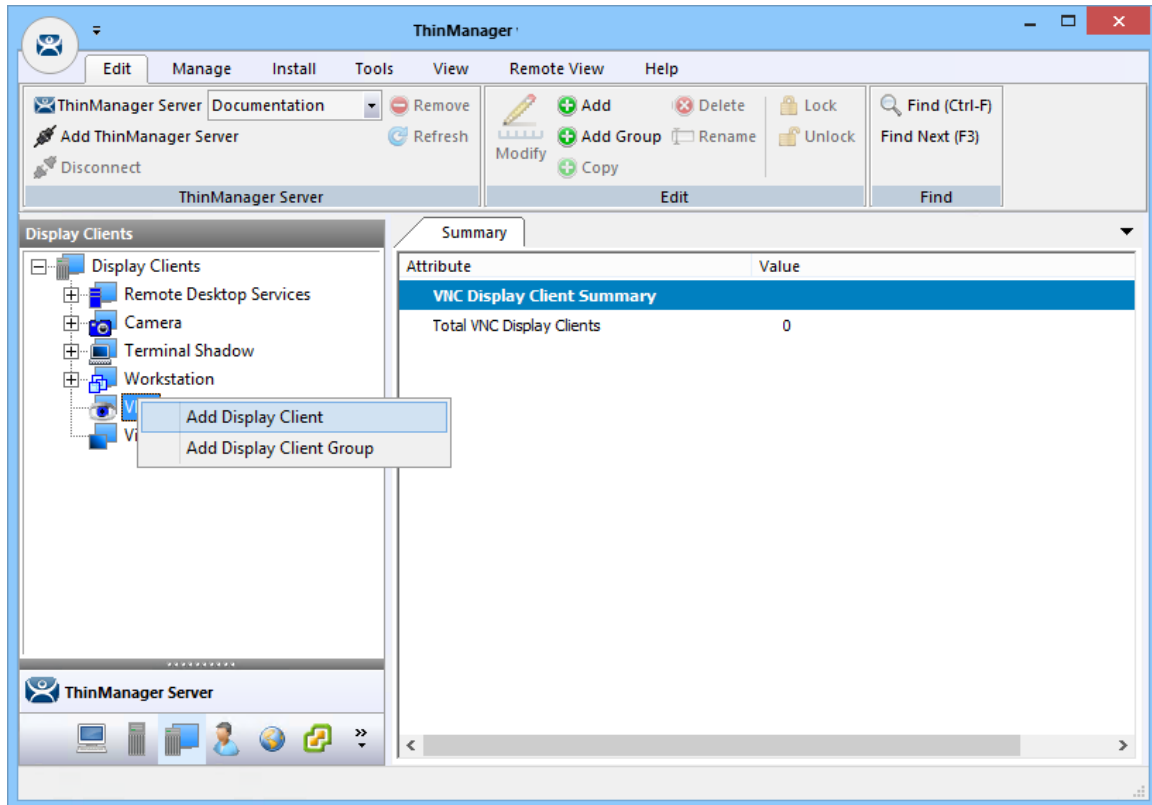 ThinManager
Edit Manage Install Tools View Remote View Help
ThinManager Server Documentation Remove Add Delete Lock Find (Ctrl-F)
Add ThinManager Server Refresh Modify Add Group Rename Unlock Find Next (F3)
Disconnect Copy
ThinManager Server Edit Find
Display Clients Summary
Display Clients Attribute Value
Remote Desktop Services VNC Display Client Summary
Camera Total VNC Display Clients 0
Terminal Shadow
Workstation
Add Display Client
Add Display Client Group
ThinManager Server